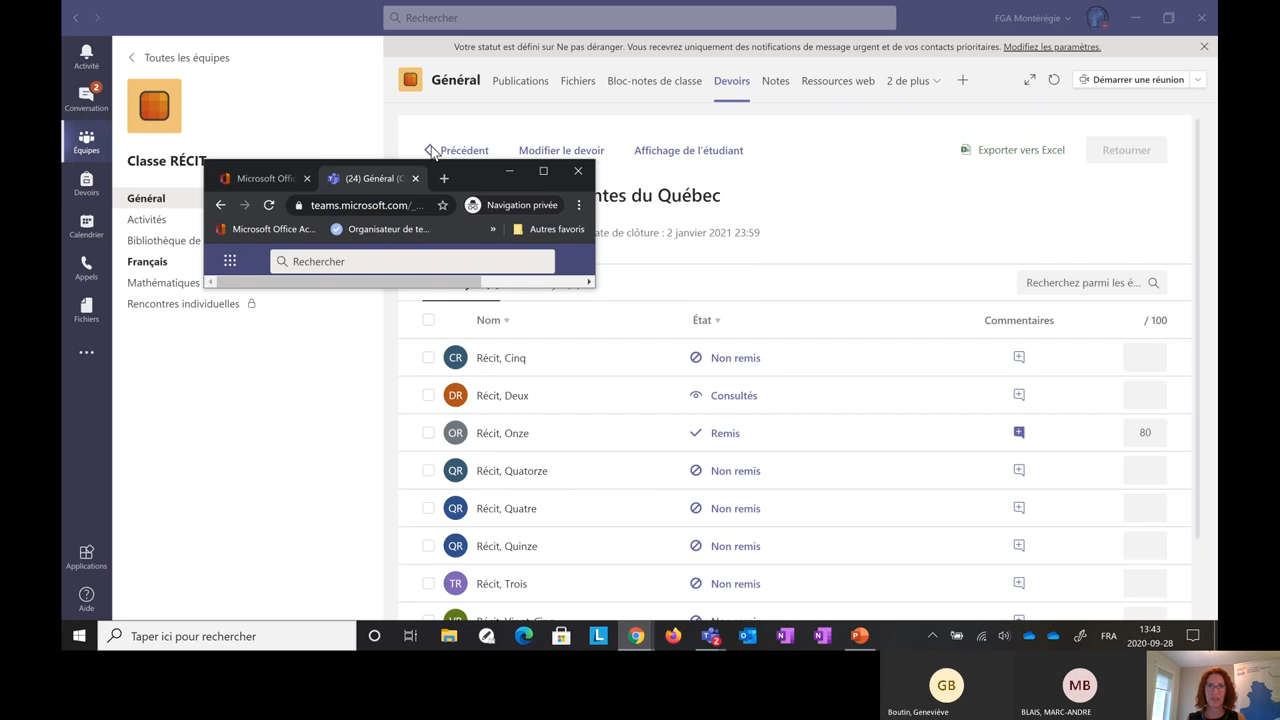 Rechercher
FGA Montérégie
Votre statut est défini sur Ne pas déranger. Vous recevrez uniquement des notifications de message urgent et de vos contacts prioritaires. Modifiez les paramètres.
Activité
2
Conversation
Équipes
Devoirs
Calendrier
Appels
Fichiers
Applications
Aide
Toutes les équipes
Classe RÉCIT
Général
Activités
Bibliothèque de
Français
Mathématiques
Rencontres individuelles
Général Publications Fichiers Bloc-notes de classe Devoirs Notes Ressources web 2 de plus
Démarrer une réunion
Précédent Modifier le devoir Affichage de l'étudiant Exporter vers Excel Retourner
ntes du Québec
ate de clôture : 2 janvier 2021 23:59
Microsoft Offic
(24) Général (C
teams.microsoft.com/_...
Navigation privée
Microsoft Office Ac...
Organisateur de te...
»
Autres favoris
Rechercher
Recherchez parmi les é...
Nom État Commentaires / 100
CR Récit, Cinq Non remis
DR Récit, Deux Consultés
OR Récit, Onze Remis 80
QR Récit, Quatorze Non remis
QR Récit, Quatre Non remis
QR Récit, Quinze Non remis
TR Récit, Trois Non remis
Taper ici pour rechercher
FRA
13:43
2020-09-28
GB
Boutin, Geneviève
MB
BLAIS, MARC-ANDRE